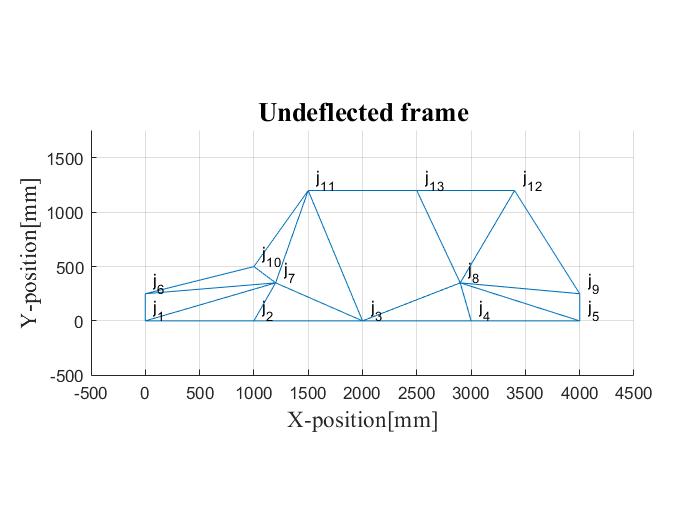 Undeflected frame
1500
1000
500
0
-500
-500 0 500 1000 1500 2000 2500 3000 3500 4000 4500
X-position[mm]
Y-position[mm]
j11 j13 j12
j10
j7 j8
j6 j9
j1 j2 j3 j4 j5